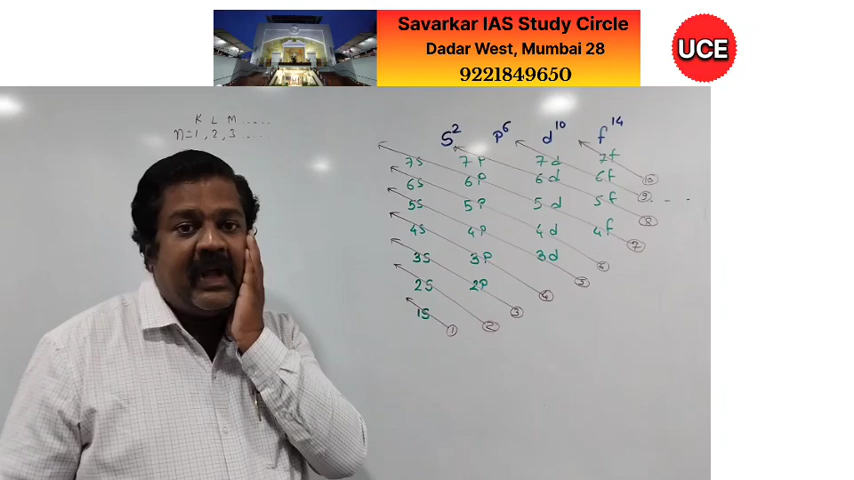 Savarkar IAS Study Circle
Dadar West, Mumbai 28
9221849650
UCE
K L M .....
n=1, 2, 3 ....
S² p⁶ d¹⁰ f¹⁴
7S 7P 7d 7f
6S 6P 6d 6f
5S 5P 5d 5f
4S 4P 4d 4f
3S 3P 3d
2S 2P
1S
① ② ③ ④ ⑤ ⑥ ⑦ ⑧ ⑨ ⑩